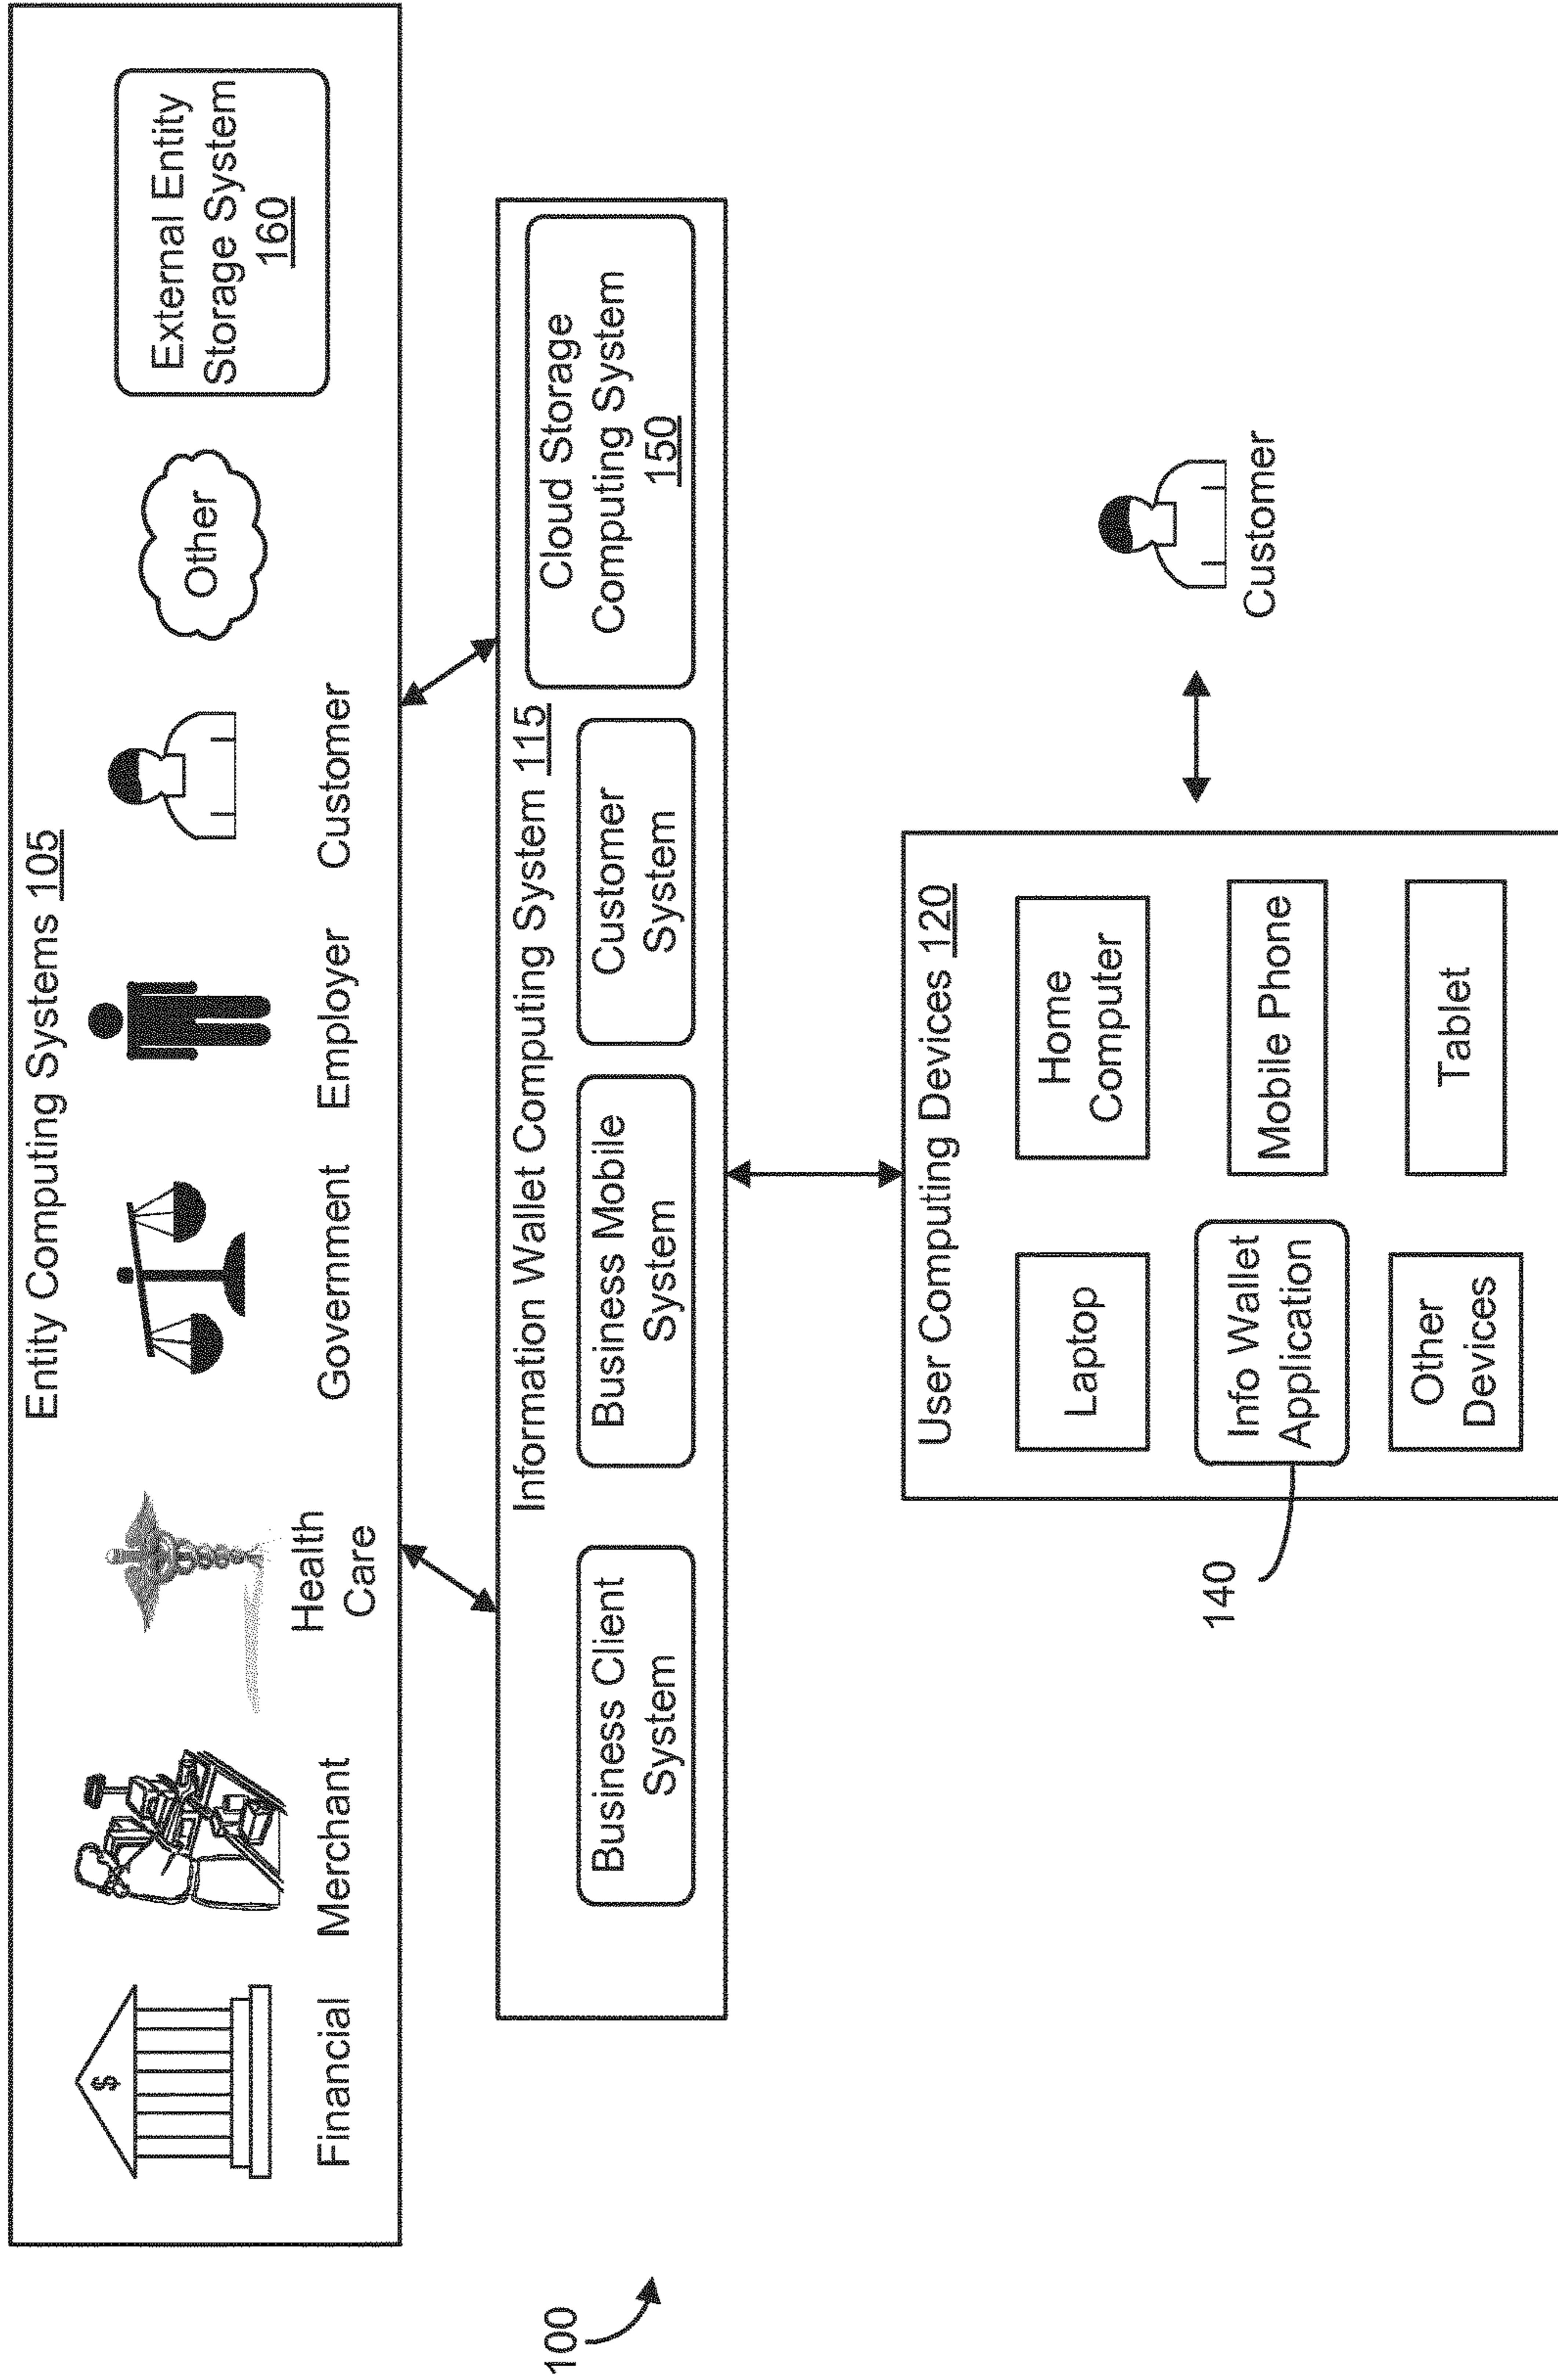 Entity Computing Systems 105
$
Financial
Merchant
Health
Care
Government
Employer
Customer
Other
External Entity
Storage System
160
Information Wallet Computing System 115
Business Client
System
Business Mobile
System
Customer
System
Cloud Storage
Computing System
150
100
User Computing Devices 120
Laptop
Home
Computer
Info Wallet
Application
Mobile Phone
Other
Devices
Tablet
140
Customer